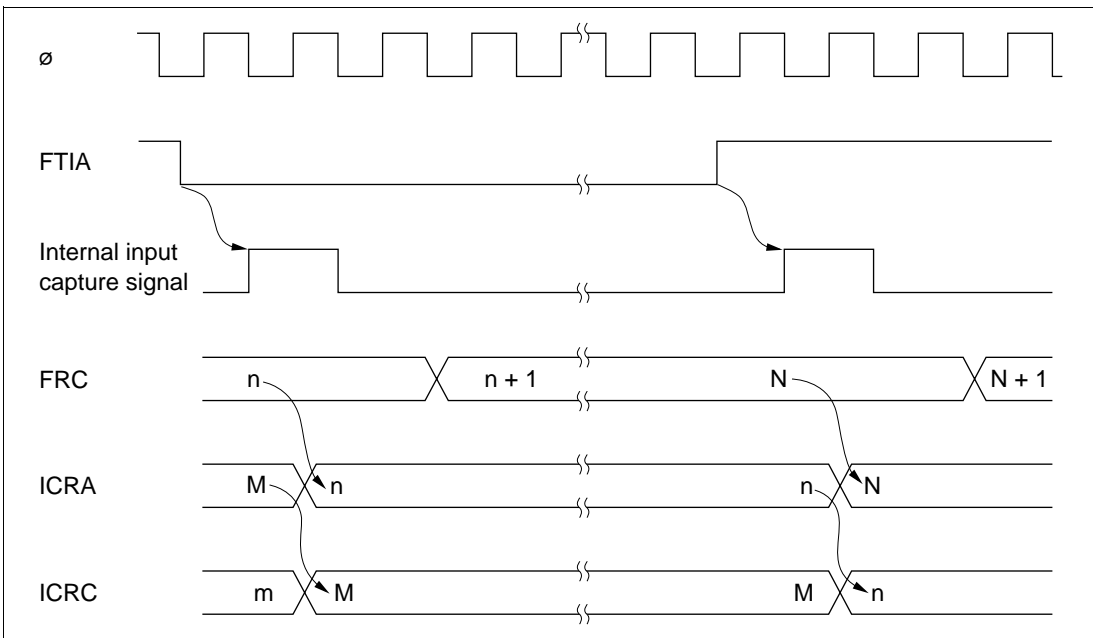 ø
FTIA
Internal input
capture signal
FRC n n + 1 N N + 1
ICRA M n n N
ICRC m M M n